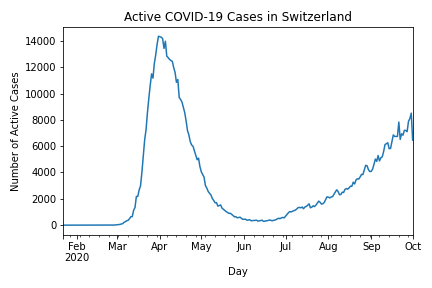 Active COVID-19 Cases in Switzerland
14000
12000
10000
8000
6000
4000
2000
0
Number of Active Cases
Feb Mar Apr May Jun Jul Aug Sep Oct
2020
Day